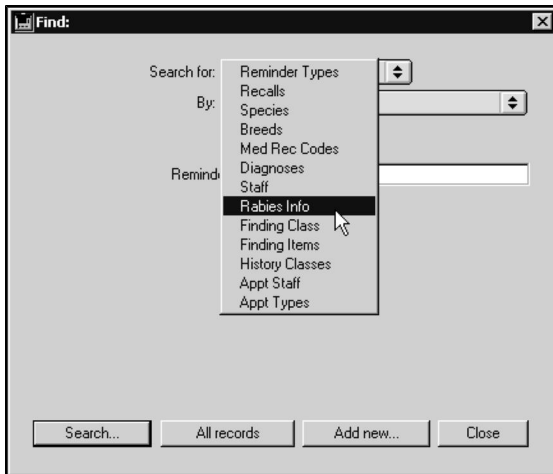 Find:
Search for:
By:
Remind
Reminder Types
Recalls
Species
Breeds
Med Rec Codes
Diagnoses
Staff
Rabies Info
Finding Class
Finding Items
History Classes
Appt Staff
Appt Types
Search... All records Add new... Close